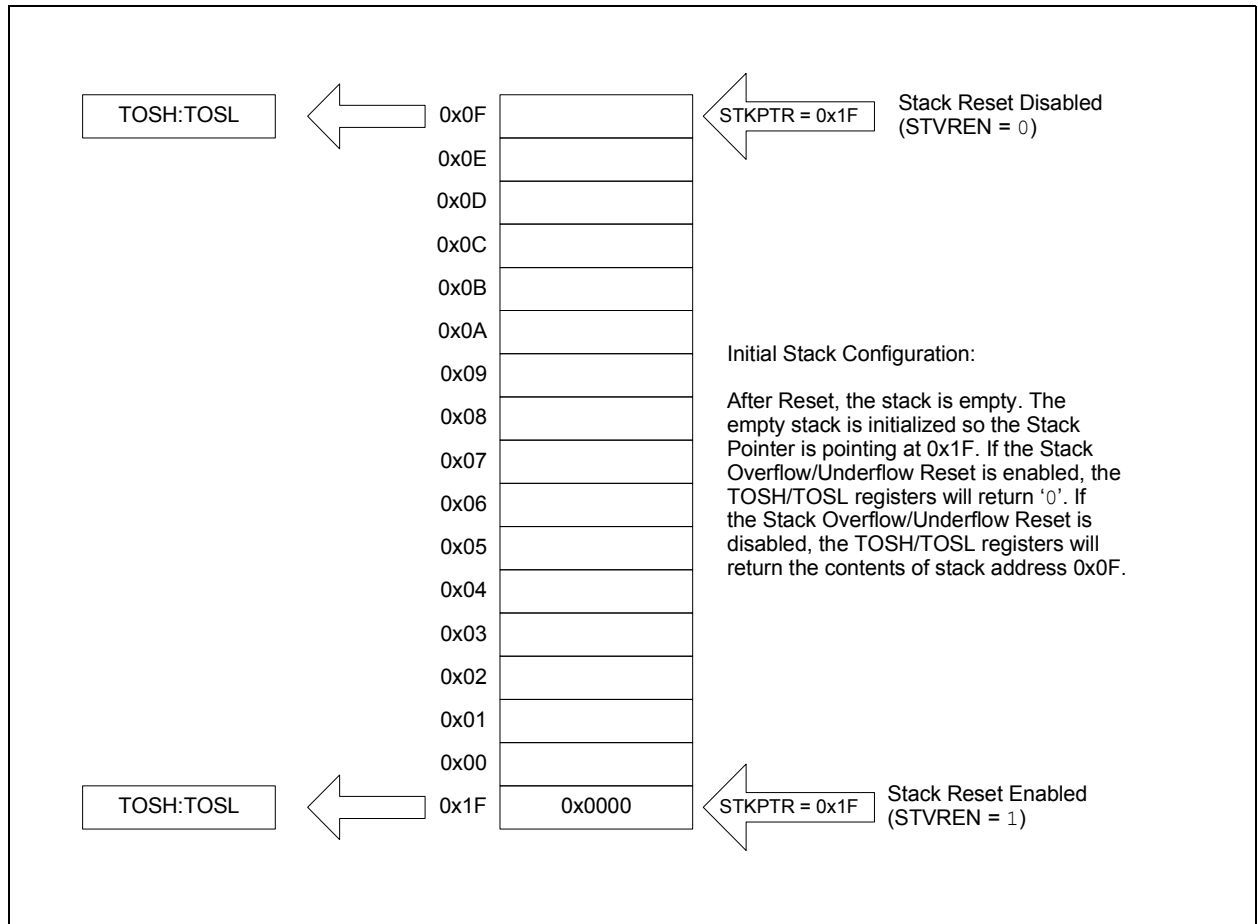 TOSH:TOSL
0x0F
STKPTR = 0x1F
Stack Reset Disabled
(STVREN = 0)
0x0E
0x0D
0x0C
0x0B
0x0A
0x09
0x08
0x07
0x06
0x05
0x04
0x03
0x02
0x01
0x00
Initial Stack Configuration:
After Reset, the stack is empty. The
empty stack is initialized so the Stack
Pointer is pointing at 0x1F. If the Stack
Overflow/Underflow Reset is enabled, the
TOSH/TOSL registers will return ‘0’. If
the Stack Overflow/Underflow Reset is
disabled, the TOSH/TOSL registers will
return the contents of stack address 0x0F.
TOSH:TOSL
0x1F
0x0000
STKPTR = 0x1F
Stack Reset Enabled
(STVREN = 1)